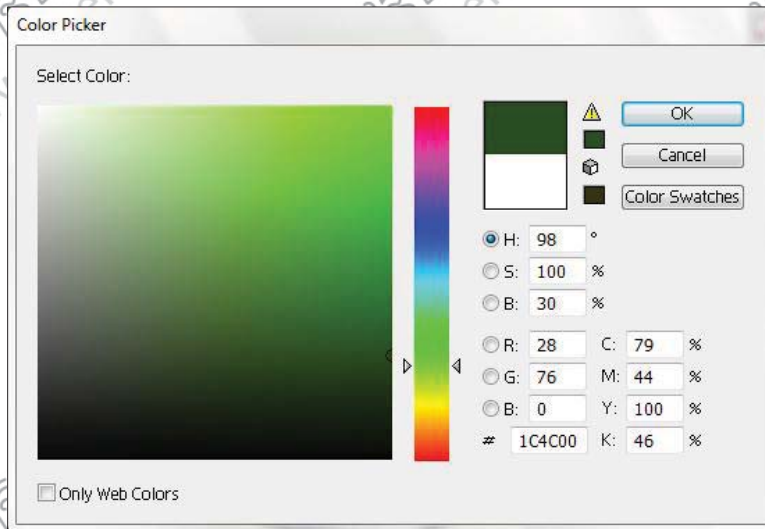 Color Picker
Select Color:
OK
Cancel
Color Swatches
H: 98 °
S: 100 %
B: 30 %
R: 28 C: 79 %
G: 76 M: 44 %
B: 0 Y: 100 %
# 1C4C00 K: 46 %
Only Web Colors